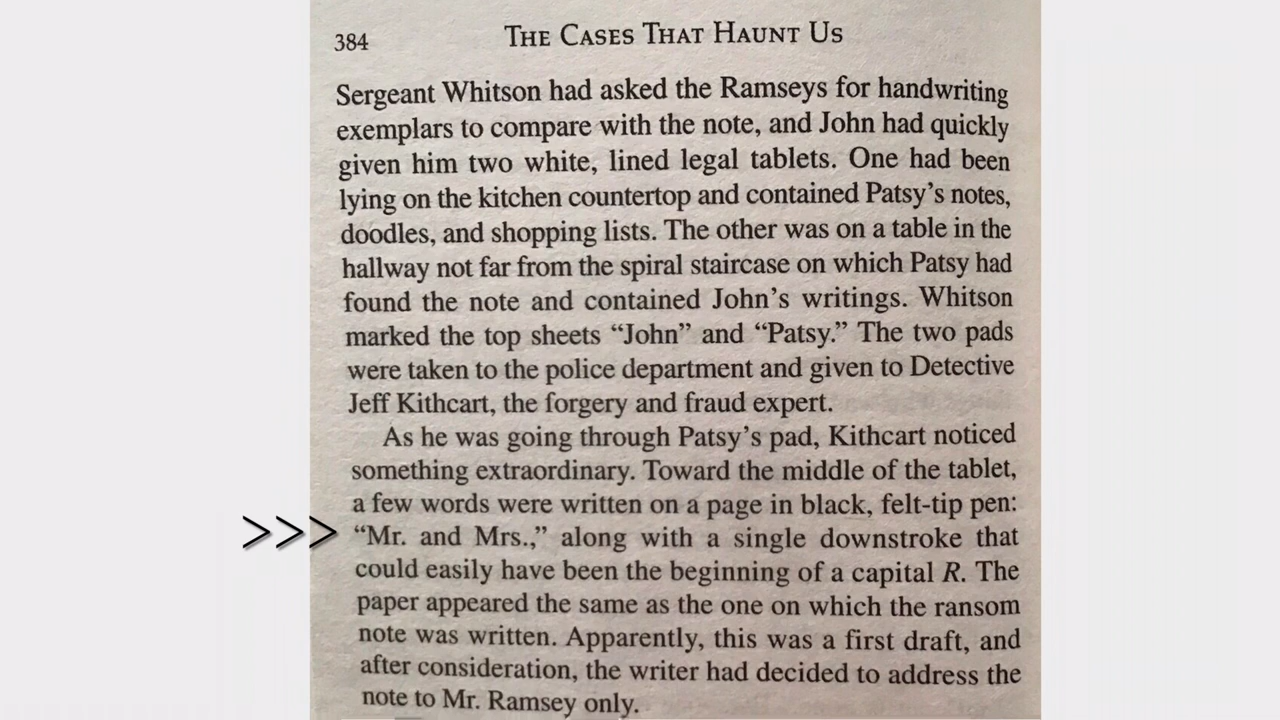 384 THE CASES THAT HAUNT US
Sergeant Whitson had asked the Ramseys for handwriting
exemplars to compare with the note, and John had quickly
given him two white, lined legal tablets. One had been
lying on the kitchen countertop and contained Patsy's notes,
doodles, and shopping lists. The other was on a table in the
hallway not far from the spiral staircase on which Patsy had
found the note and contained John's writings. Whitson
marked the top sheets “John” and “Patsy.” The two pads
were taken to the police department and given to Detective
Jeff Kithcart, the forgery and fraud expert.
As he was going through Patsy's pad, Kithcart noticed
something extraordinary. Toward the middle of the tablet,
a few words were written on a page in black, felt-tip pen:
>>> “Mr. and Mrs.,” along with a single downstroke that
could easily have been the beginning of a capital R. The
paper appeared the same as the one on which the ransom
note was written. Apparently, this was a first draft, and
after consideration, the writer had decided to address the
note to Mr. Ramsey only.